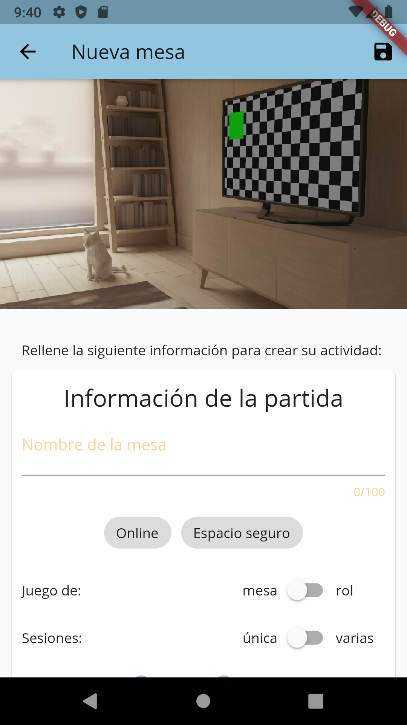 9:40
DEBUG
Nueva mesa
Rellene la siguiente información para crear su actividad:
Información de la partida
Nombre de la mesa
0/100
Online Espacio seguro
Juego de: mesa rol
Sesiones: única varias